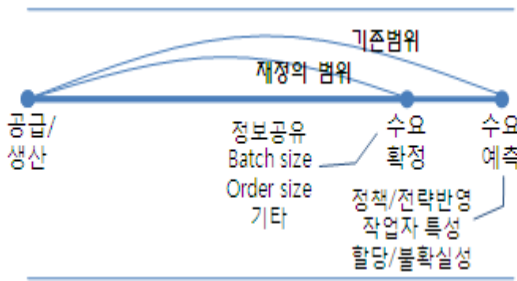 기존범위
재정의 범위
공급/
생산
정보공유
Batch size
Order size
기타
수요
확정
수요
예측
정책/전략반영
작업자 특성
할당/불확실성